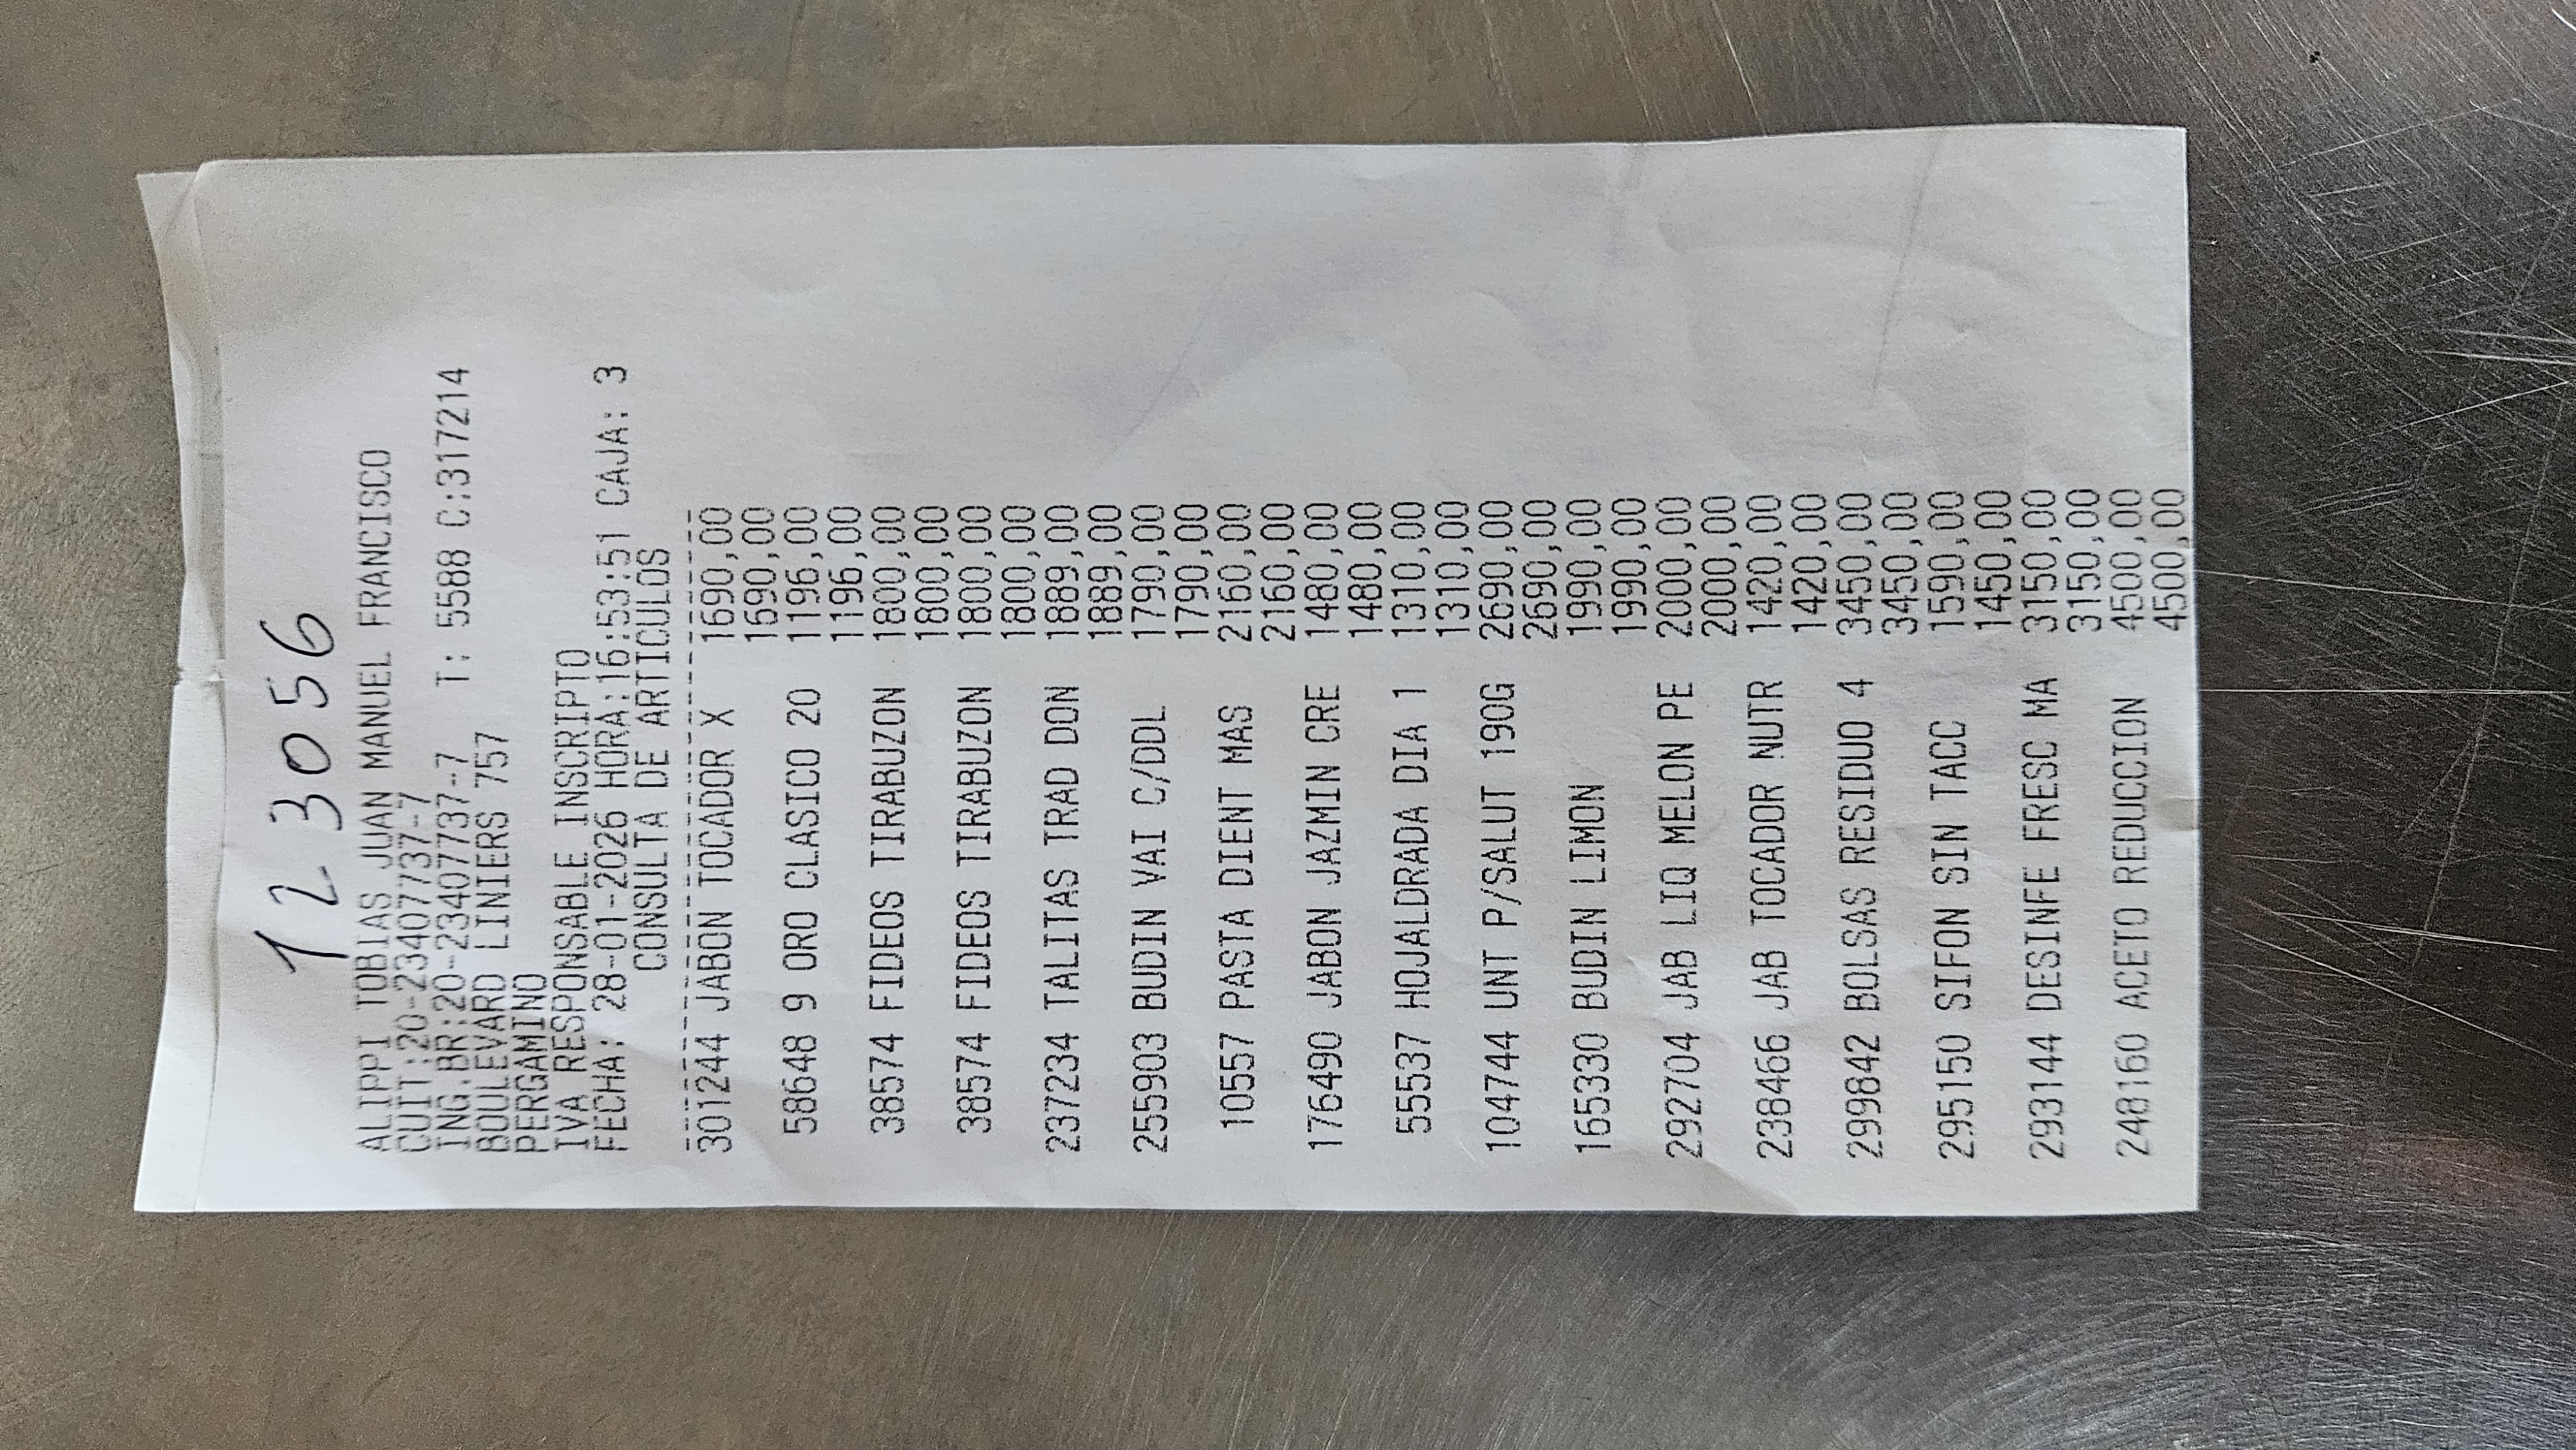 123056
ALIPPI TOBIAS JUAN MANUEL FRANCISCO
CUIT:20-23407737-7
ING.BR:20-23407737-7 T: 5588 C:317214
BOULEVARD LINIERS 757
PERGAMINO
IVA RESPONSABLE INSCRIPTO
FECHA: 28-01-2026 HORA:16:53:51 CAJA: 3
CONSULTA DE ARTICULOS
301244 JABON TOCADOR X 1690,00
1690,00
58648 9 ORO CLASICO 20 1196,00
1196,00
38574 FIDEOS TIRABUZON 1800,00
1800,00
38574 FIDEOS TIRABUZON 1800,00
1800,00
237234 TALITAS TRAD DON 1889,00
1889,00
255903 BUDIN VAI C/DDL 1790,00
1790,00
10557 PASTA DIENT MAS 2160,00
2160,00
176490 JABON JAZMIN CRE 1480,00
1480,00
55537 HOJALDRADA DIA 1 1310,00
1310,00
104744 UNT P/SALUT 190G 2690,00
2690,00
165330 BUDIN LIMON 1990,00
1990,00
292704 JAB LIQ MELON PE 2000,00
2000,00
238466 JAB TOCADOR NUTR 1420,00
1420,00
299842 BOLSAS RESIDUO 4 3450,00
3450,00
295150 SIFON SIN TACC 1590,00
1450,00
293144 DESINFE FRESC MA 3150,00
3150,00
248160 ACETO REDUCCION 4500,00
4500,00